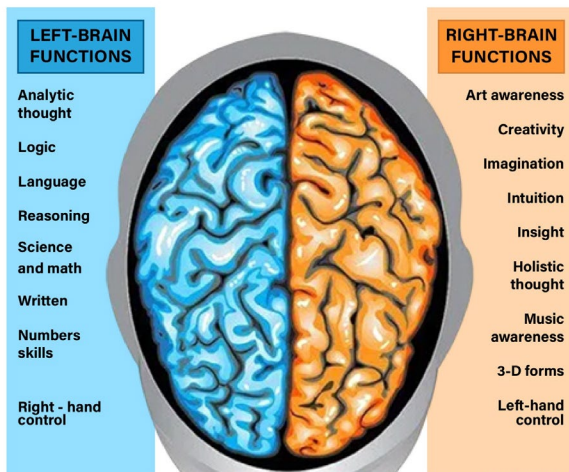 LEFT-BRAIN
FUNCTIONS
Analytic
thought
Logic
Language
Reasoning
Science
and math
Written
Numbers
skills
Right - hand
control
RIGHT-BRAIN
FUNCTIONS
Art awareness
Creativity
Imagination
Intuition
Insight
Holistic
thought
Music
awareness
3-D forms
Left-hand
control